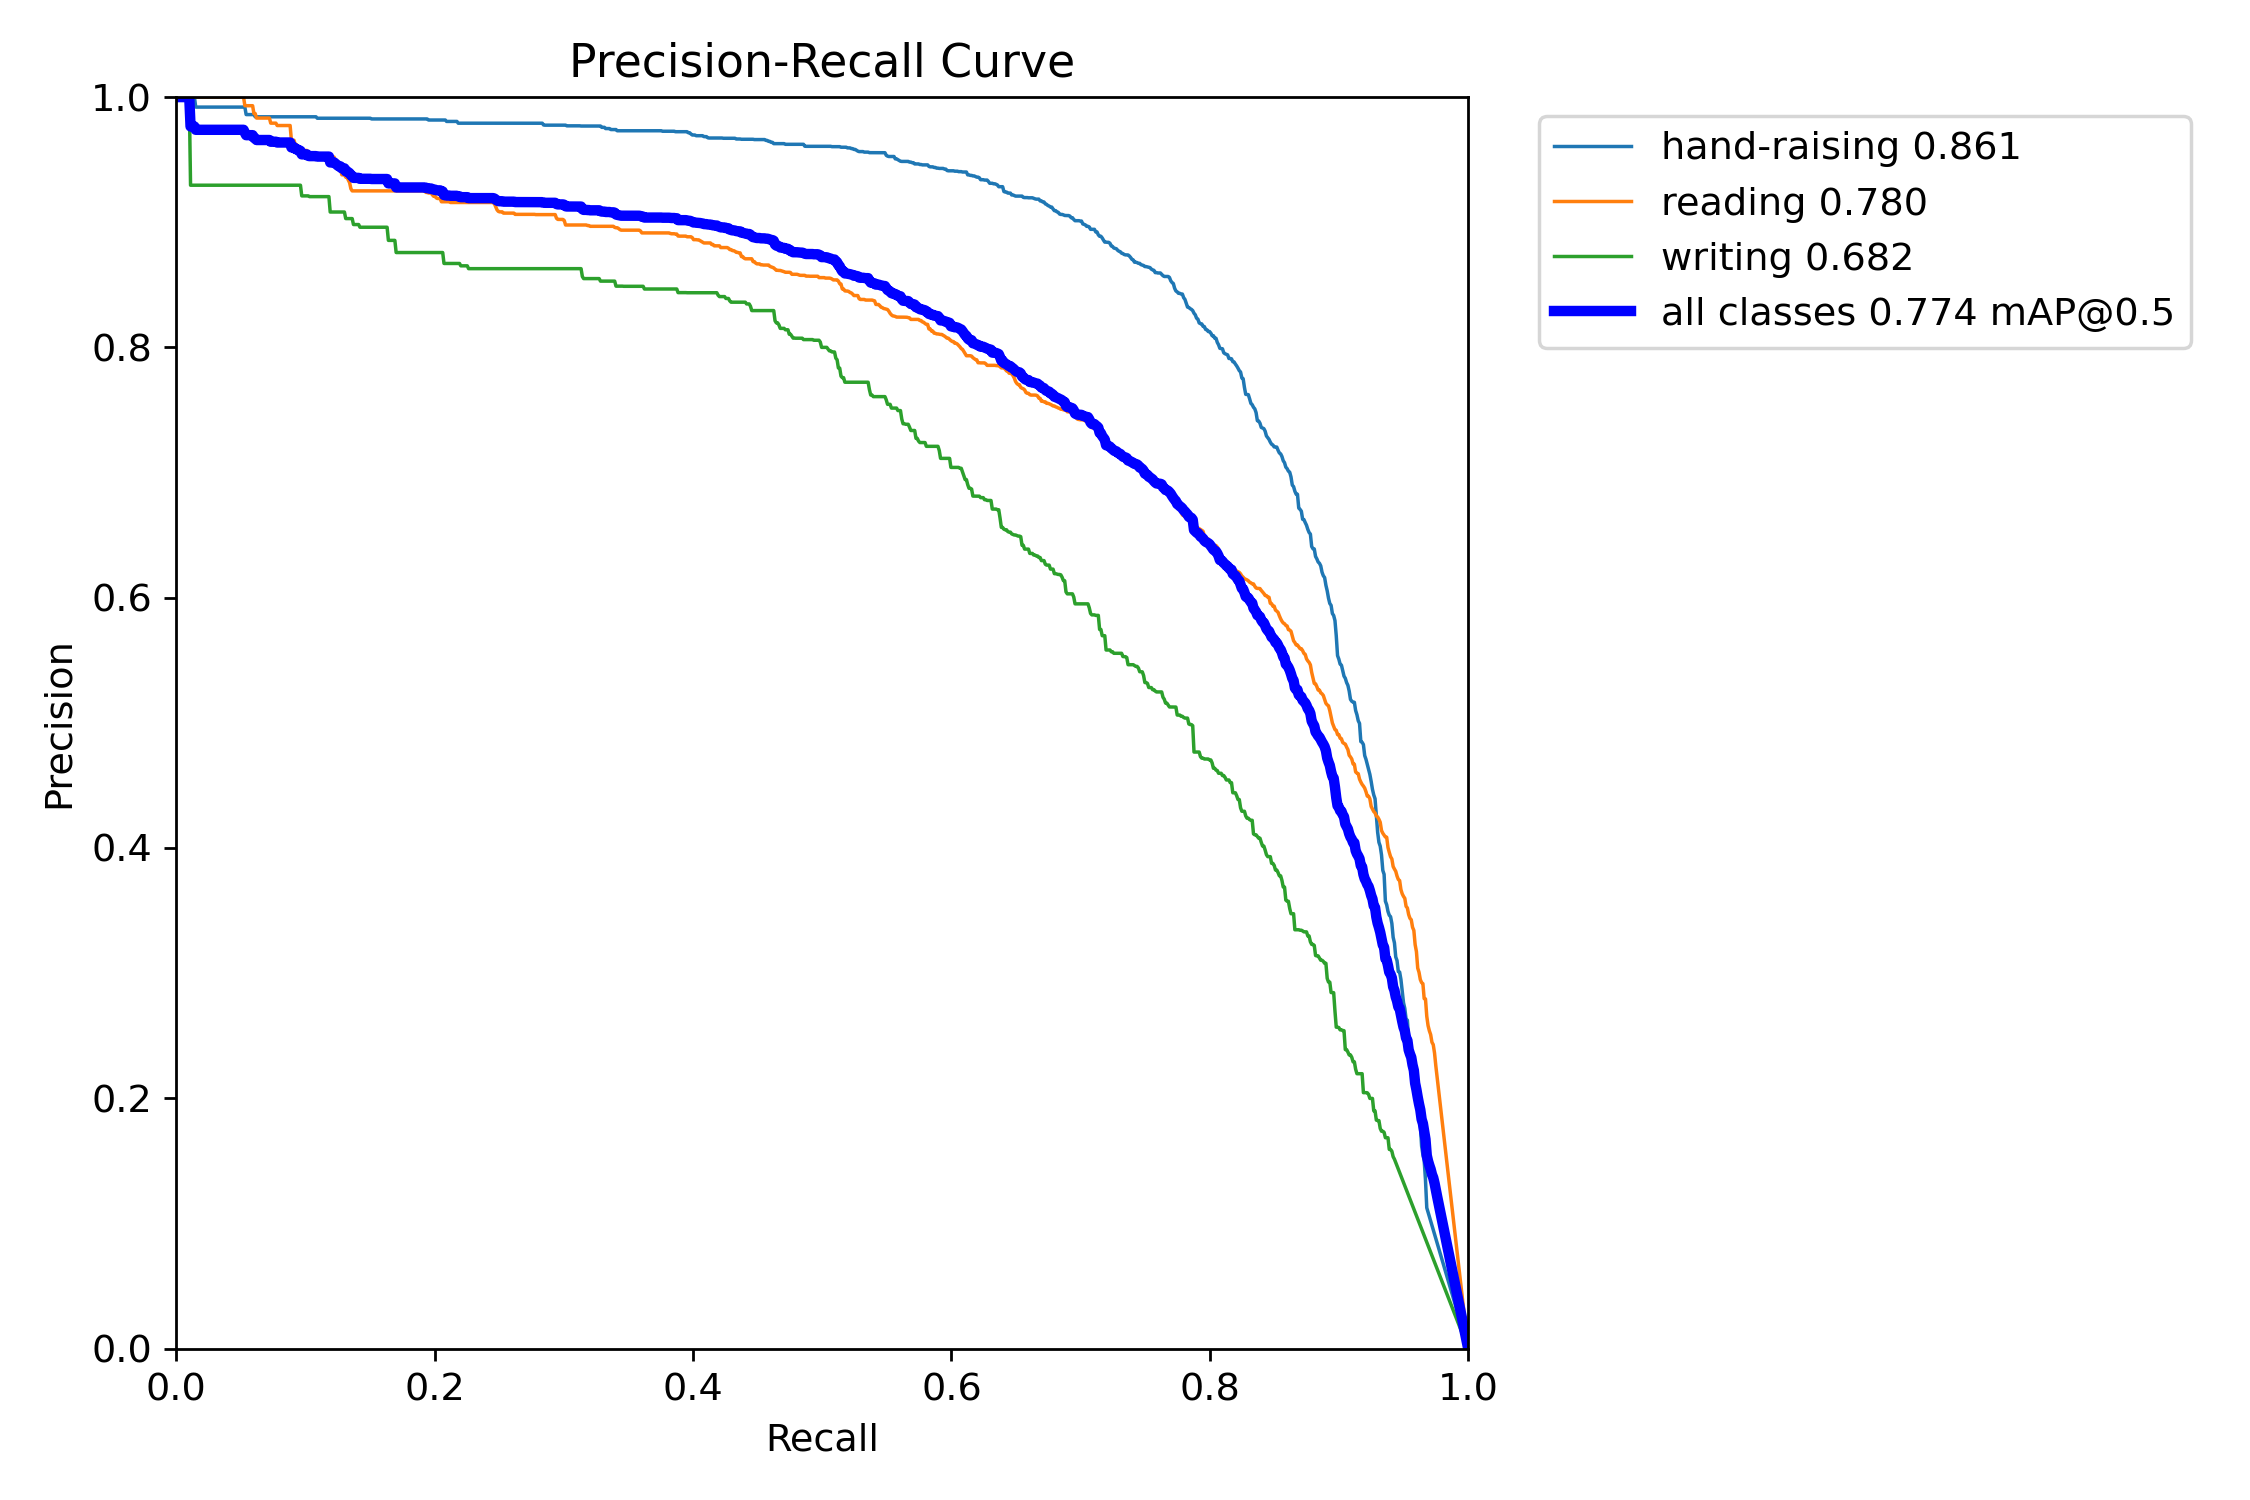 Precision-Recall Curve
1.0
0.8
0.6
0.4
0.2
0.0
Precision
0.0 0.2 0.4 0.6 0.8 1.0
Recall
hand-raising 0.861
reading 0.780
writing 0.682
all classes 0.774 mAP@0.5